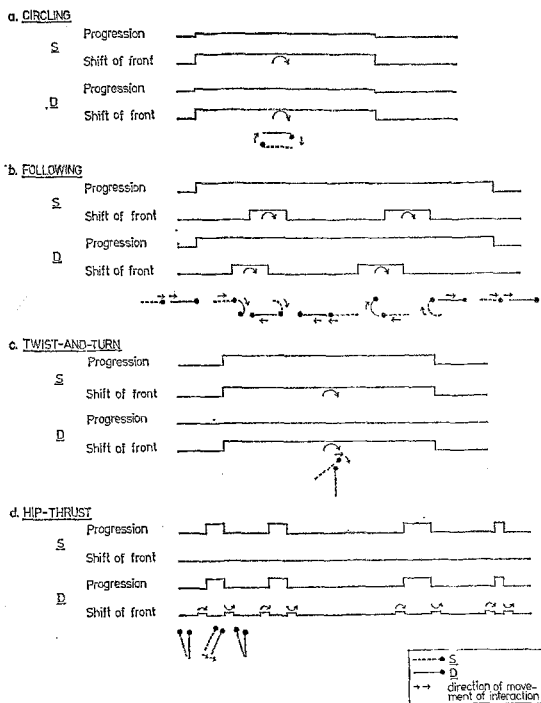 a. CIRCLING
Progression
S
Shift of front
Progression
D
Shift of front
b. FOLLOWING
Progression
S
Shift of front
Progression
D
Shift of front
c. TWIST-AND-TURN
Progression
S
Shift of front
Progression
D
Shift of front
d. HIP-THRUST
Progression
S
Shift of front
Progression
D
Shift of front
S
D
direction of move-
ment of interaction